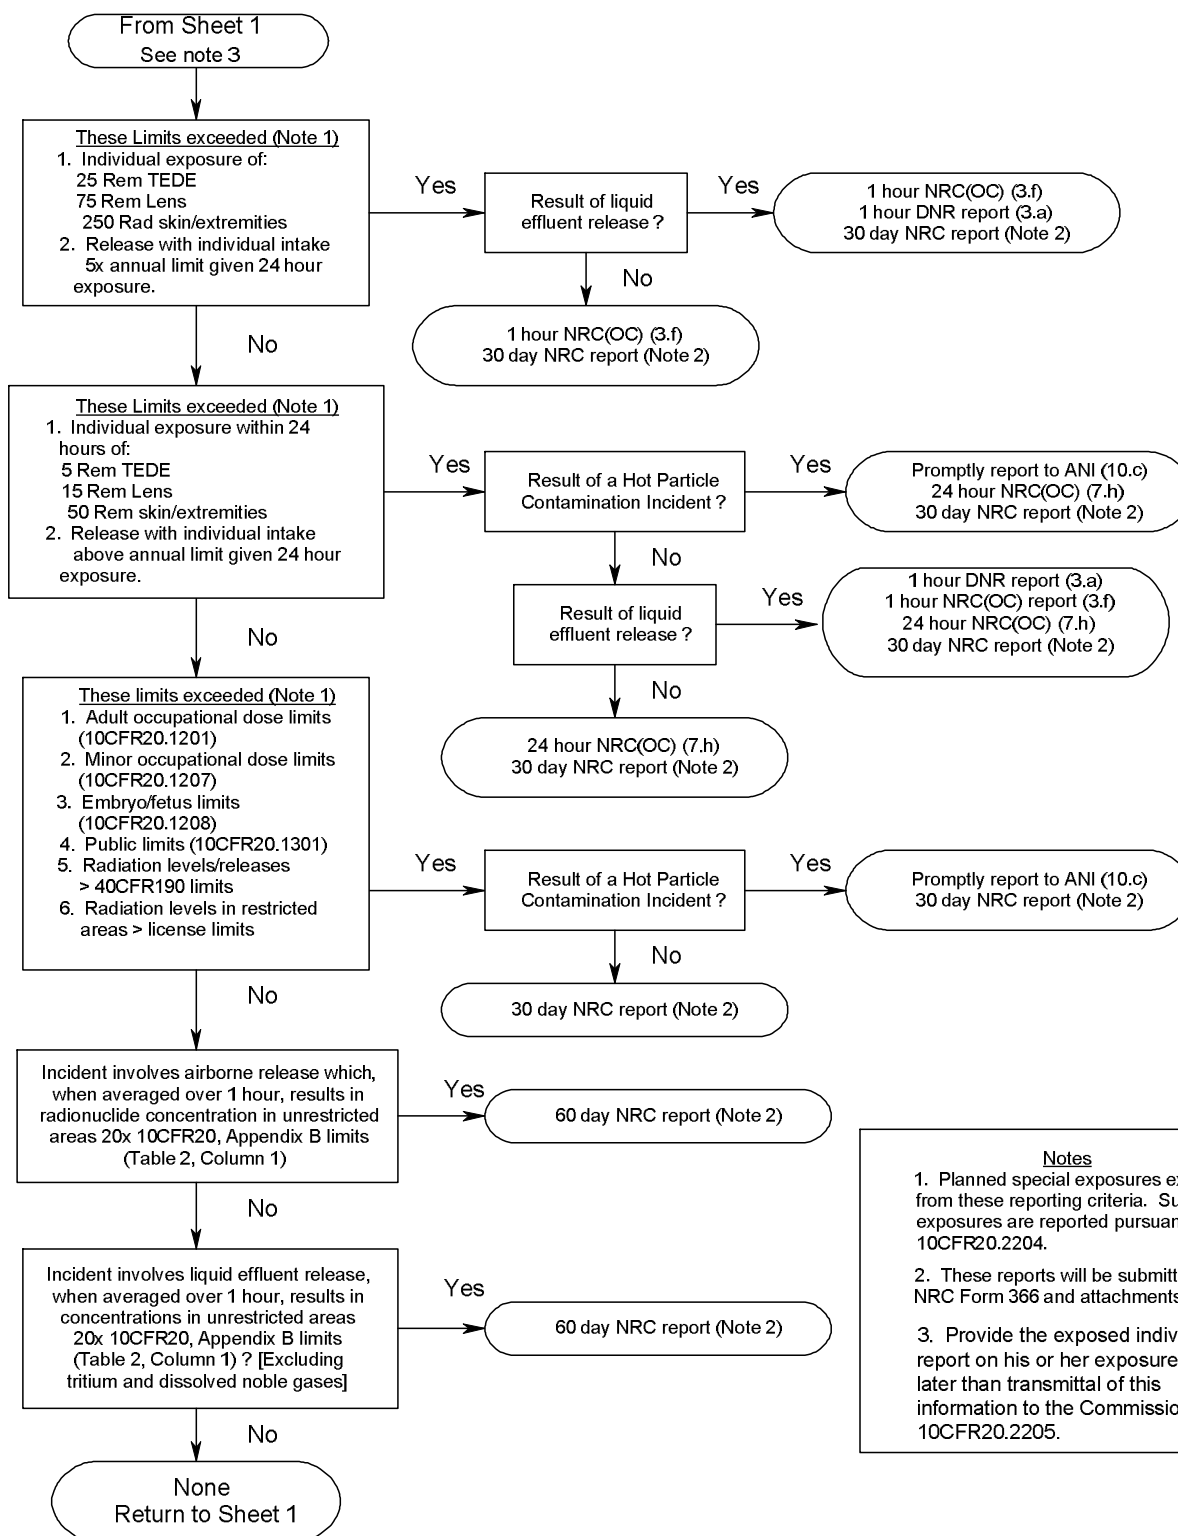 From Sheet 1
See note 3
These Limits exceeded (Note 1)
1. Individual exposure of:
25 Rem TEDE
75 Rem Lens
250 Rad skin/extremities
2. Release with individual intake
5x annual limit given 24 hour
exposure.
Yes
Result of liquid
effluent release ?
Yes
1 hour NRC(OC) (3.f)
1 hour DNR report (3.a)
30 day NRC report (Note 2)
No
1 hour NRC(OC) (3.f)
30 day NRC report (Note 2)
No
These Limits exceeded (Note 1)
1. Individual exposure within 24
hours of:
5 Rem TEDE
15 Rem Lens
50 Rem skin/extremities
2. Release with individual intake
above annual limit given 24 hour
exposure.
Yes
Result of a Hot Particle
Contamination Incident ?
Yes
Promptly report to ANI (10.c)
24 hour NRC(OC) (7.h)
30 day NRC report (Note 2)
No
Result of liquid
effluent release ?
Yes
1 hour DNR report (3.a)
1 hour NRC(OC) report (3.f)
24 hour NRC(OC) (7.h)
30 day NRC report (Note 2)
No
24 hour NRC(OC) (7.h)
30 day NRC report (Note 2)
No
These limits exceeded (Note 1)
1. Adult occupational dose limits
(10CFR20.1201)
2. Minor occupational dose limits
(10CFR20.1207)
3. Embryo/fetus limits
(10CFR20.1208)
4. Public limits (10CFR20.1301)
5. Radiation levels/releases
> 40CFR190 limits
6. Radiation levels in restricted
areas > license limits
Yes
Result of a Hot Particle
Contamination Incident ?
Yes
Promptly report to ANI (10.c)
30 day NRC report (Note 2)
No
30 day NRC report (Note 2)
No
Incident involves airborne release which,
when averaged over 1 hour, results in
radionuclide concentration in unrestricted
areas 20x 10CFR20, Appendix B limits
(Table 2, Column 1)
Yes
60 day NRC report (Note 2)
No
Incident involves liquid effluent release,
when averaged over 1 hour, results in
concentrations in unrestricted areas
20x 10CFR20, Appendix B limits
(Table 2, Column 1) ? [Excluding
tritium and dissolved noble gases]
Yes
60 day NRC report (Note 2)
No
None
Return to Sheet 1
Notes
1. Planned special exposures
from these reporting criteria.
exposures are reported
10CFR20.2204.
2. These reports will be
NRC Form 366 and attachments
3. Provide the exposed
report on his or her exposure
later than transmittal of this
information to the
10CFR20.2205.